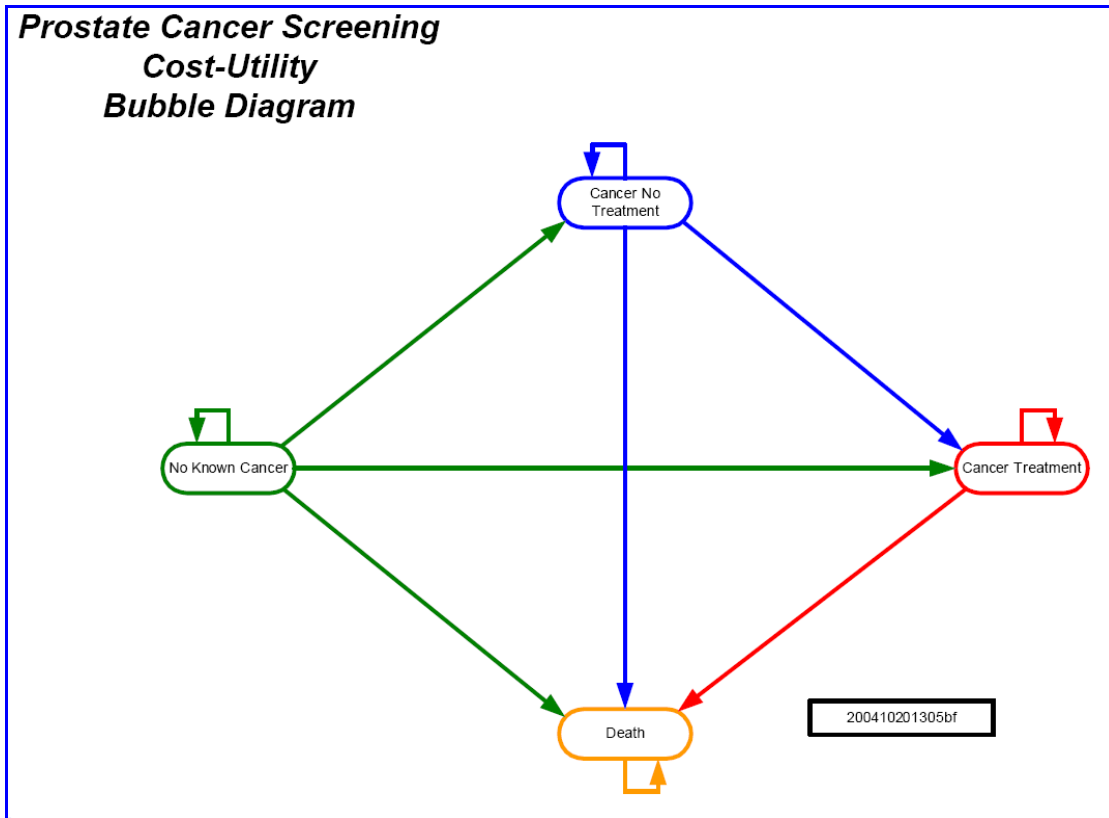 Prostate Cancer Screening
Cost-Utility
Bubble Diagram
Cancer No
Treatment
No Known Cancer
Cancer Treatment
Death
200410201305bf